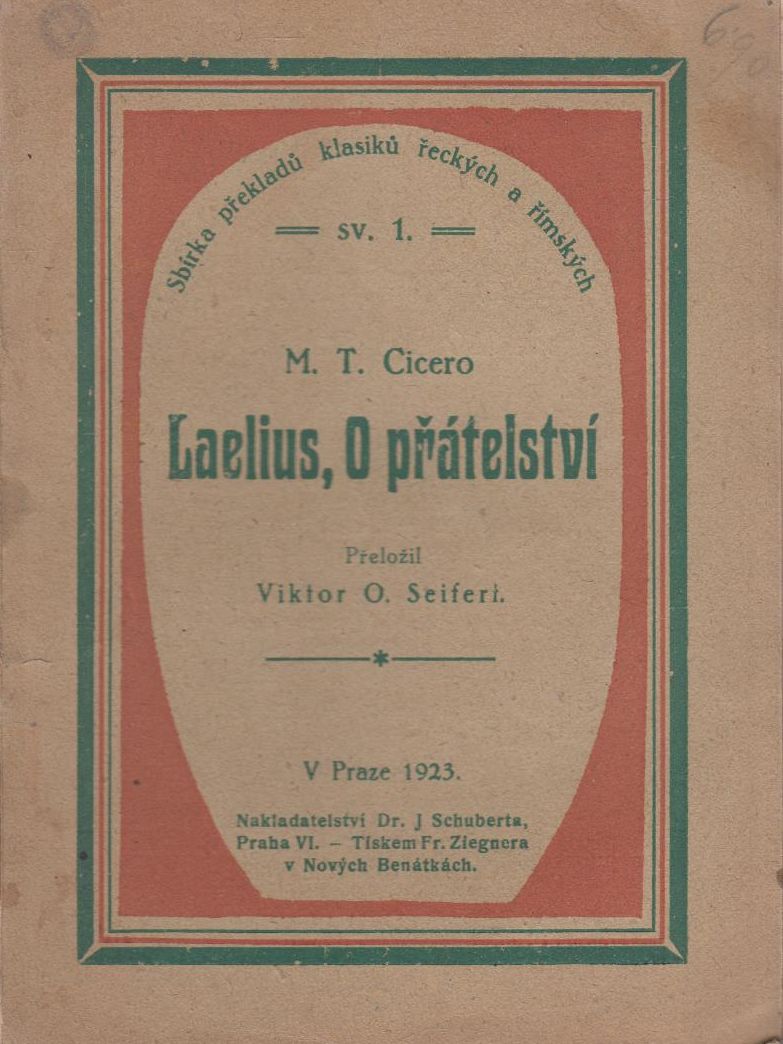 Sbírka překladů klasiků řeckých a římských
sv. 1.
M. T. Cicero
Laelius, O přátelství
Přeložil
Viktor O. Seifert.
V Praze 1923.
Nakladatelství Dr. J Schuberta,
Praha VI. – Tiskem Fr. Ziegnera
v Nových Benátkách.